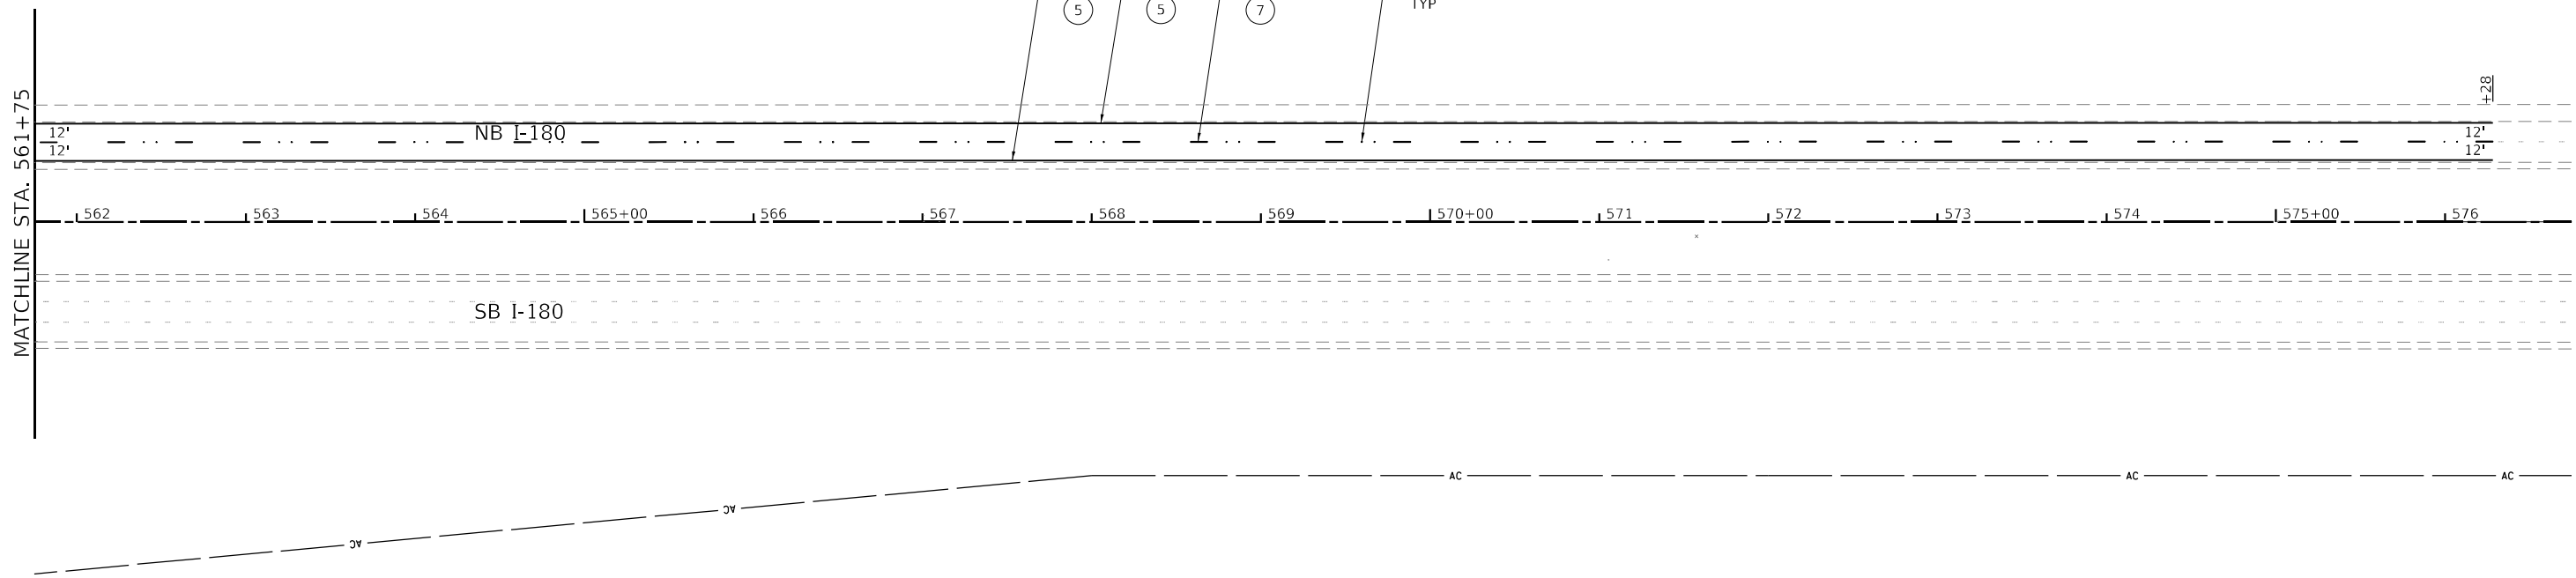 5 5 7 TYP
+28
MATCHLINE STA. 561+75
12' NB I-180 12'
12' 12'
562 563 564 565+00 566 567 568 569 570+00 571 572 573 574 575+00 576
SB I-180
AC AC AC
AC
AC